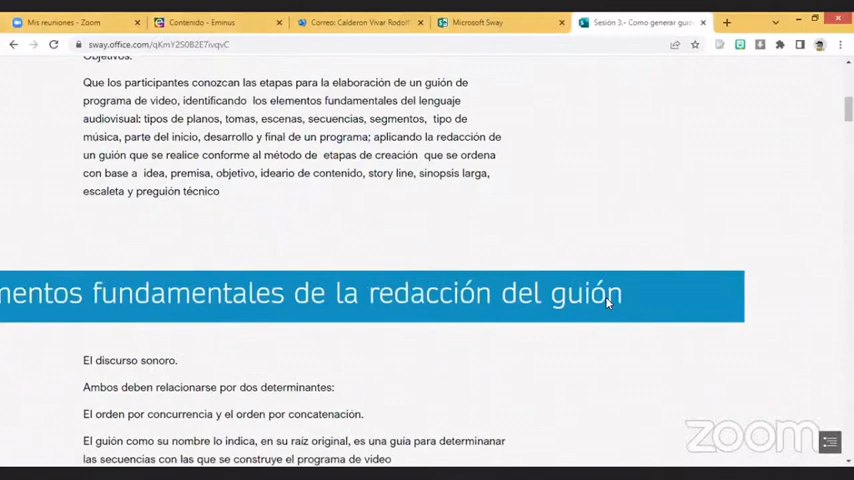 Mis reuniones - Zoom
Contenido - Eminus
Correo: Calderon Vivar Rodolf
Microsoft Sway
Sesión 3.- Como generar guio
sway.office.com/qKmY2S0B2E7ivqvC
Objetivos:
Que los participantes conozcan las etapas para la elaboración de un guión de
programa de video, identificando los elementos fundamentales del lenguaje
audiovisual: tipos de planos, tomas, escenas, secuencias, segmentos, tipo de
música, parte del inicio, desarrollo y final de un programa; aplicando la redacción de
un guión que se realice conforme al método de etapas de creación que se ordena
con base a idea, premisa, objetivo, ideario de contenido, story line, sinopsis larga,
escaleta y preguión técnico
mentos fundamentales de la redacción del guión
El discurso sonoro.
Ambos deben relacionarse por dos determinantes:
El orden por concurrencia y el orden por concatenación.
El guión como su nombre lo indica, en su raíz original, es una guía para determinanar
las secuencias con las que se construye el programa de video
zoom